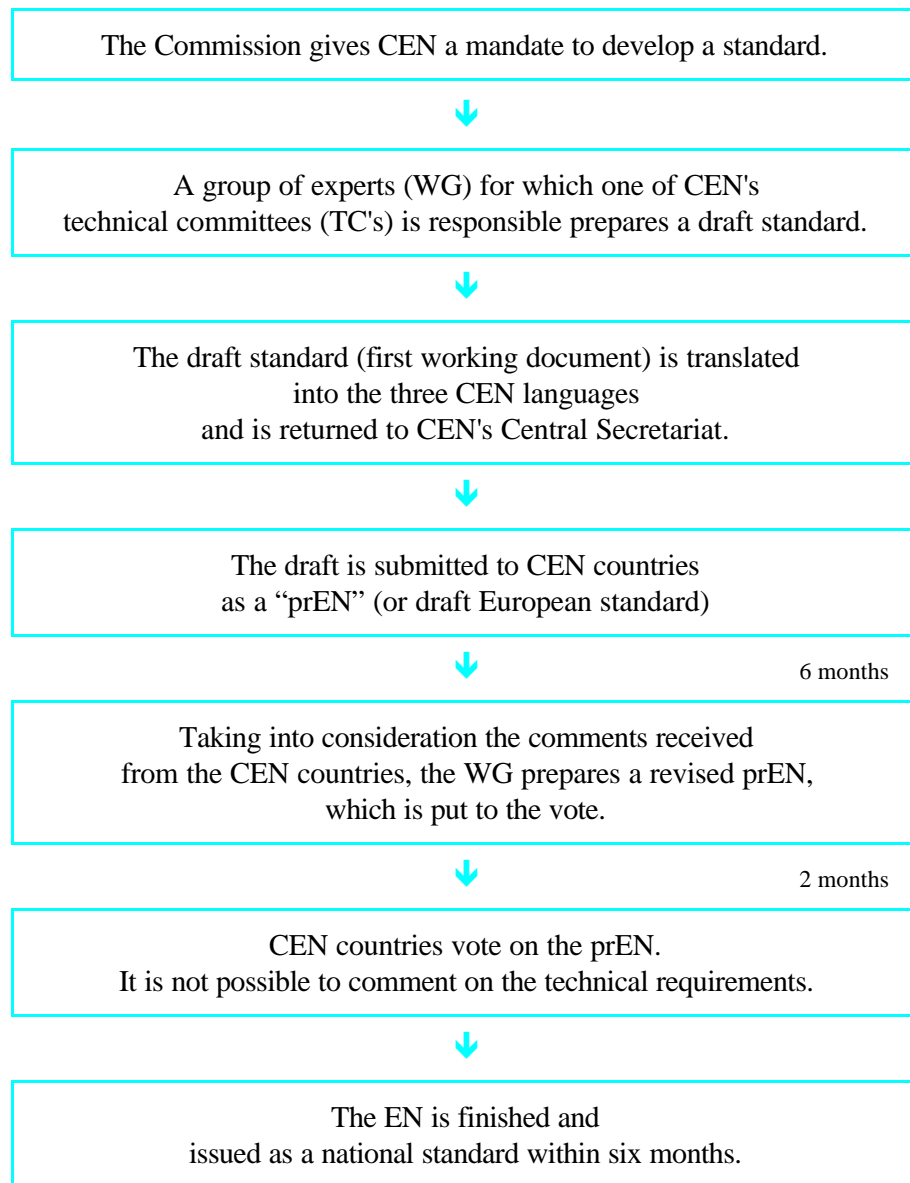 The Commission gives CEN a mandate to develop a standard.
A group of experts (WG) for which one of CEN's
technical committees (TC's) is responsible prepares a draft standard.
The draft standard (first working document) is translated
into the three CEN languages
and is returned to CEN's Central Secretariat.
The draft is submitted to CEN countries
as a “prEN” (or draft European standard)
6 months
Taking into consideration the comments received
from the CEN countries, the WG prepares a revised prEN,
which is put to the vote.
2 months
CEN countries vote on the prEN.
It is not possible to comment on the technical requirements.
The EN is finished and
issued as a national standard within six months.